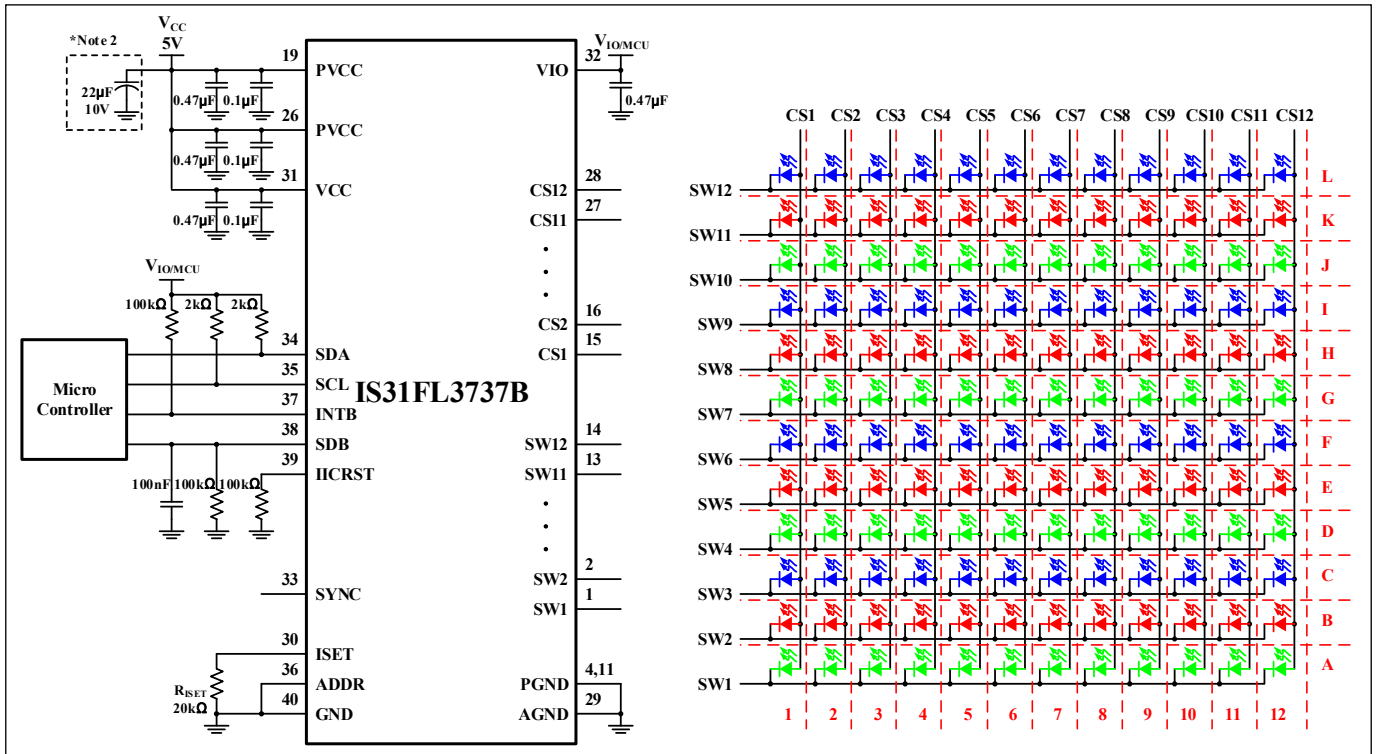 *Note 2
V_CC
5V
22µF
10V
0.47µF 0.1µF
0.47µF 0.1µF
0.47µF 0.1µF
19
PVCC
26
PVCC
31
VCC
V_IO/MCU
100kΩ 2kΩ 2kΩ
Micro
Controller
34
SDA
35
SCL
37
INTB
38
SDB
39
IICRST
100nF 100kΩ 100kΩ
33
SYNC
30
ISET
36
ADDR
40
GND
R_ISET
20kΩ
IS31FL3737B
V_IO/MCU
32
VIO
0.47µF
28
CS12
27
CS11
16
CS2
15
CS1
14
SW12
13
SW11
2
SW2
1
SW1
4,11
PGND
29
AGND
CS1 CS2 CS3 CS4 CS5 CS6 CS7 CS8 CS9 CS10 CS11 CS12
SW12 L
SW11 K
SW10 J
SW9 I
SW8 H
SW7 G
SW6 F
SW5 E
SW4 D
SW3 C
SW2 B
SW1 A
1 2 3 4 5 6 7 8 9 10 11 12